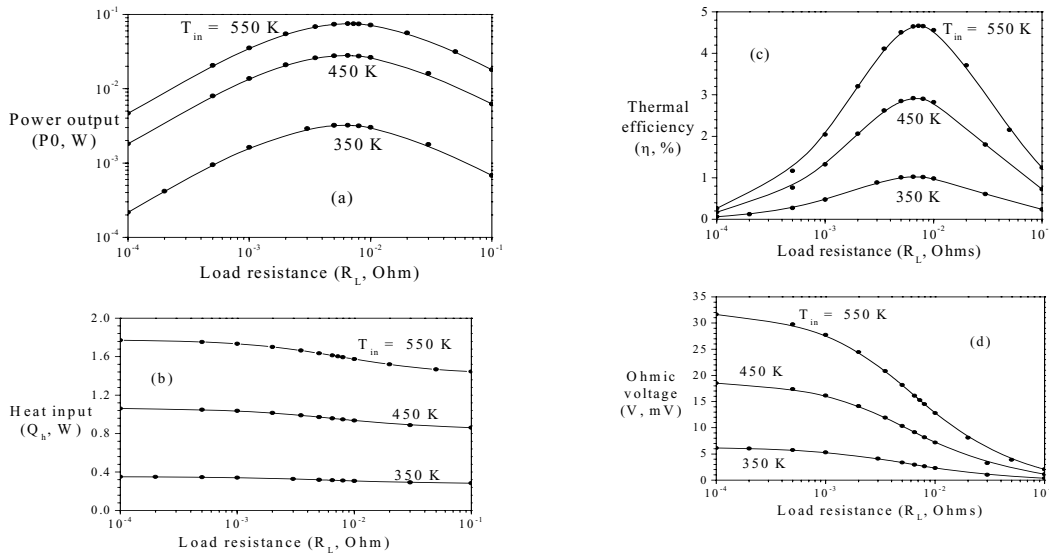 (a)
T_in = 550 K
450 K
350 K
Power output
(P0, W)
10^-1
10^-2
10^-3
10^-4
10^-4 10^-3 10^-2 10^-1
Load resistance (R_L, Ohm)
(c)
T_in = 550 K
450 K
350 K
Thermal
efficiency
(η, %)
5
4
3
2
1
0
10^-4 10^-3 10^-2 10^-1
Load resistance (R_L, Ohms)
(b)
T_in = 550 K
450 K
350 K
Heat input
(Q_h, W)
2.0
1.6
1.2
0.8
0.4
0.0
10^-4 10^-3 10^-2 10^-1
Load resistance (R_L, Ohm)
(d)
T_in = 550 K
450 K
350 K
Ohmic
voltage
(V, mV)
35
30
25
20
15
10
5
0
10^-4 10^-3 10^-2 10^-1
Load resistance (R_L, Ohms)